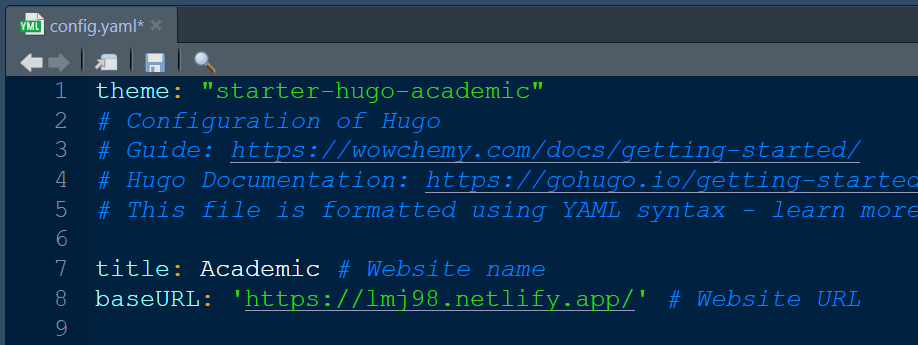 YML config.yaml*
1 theme: "starter-hugo-academic"
2 # Configuration of Hugo
3 # Guide: https://wowchemy.com/docs/getting-started/
4 # Hugo Documentation: https://gohugo.io/getting-started
5 # This file is formatted using YAML syntax - learn more
6
7 title: Academic # Website name
8 baseURL: 'https://lmj98.netlify.app/' # Website URL
9